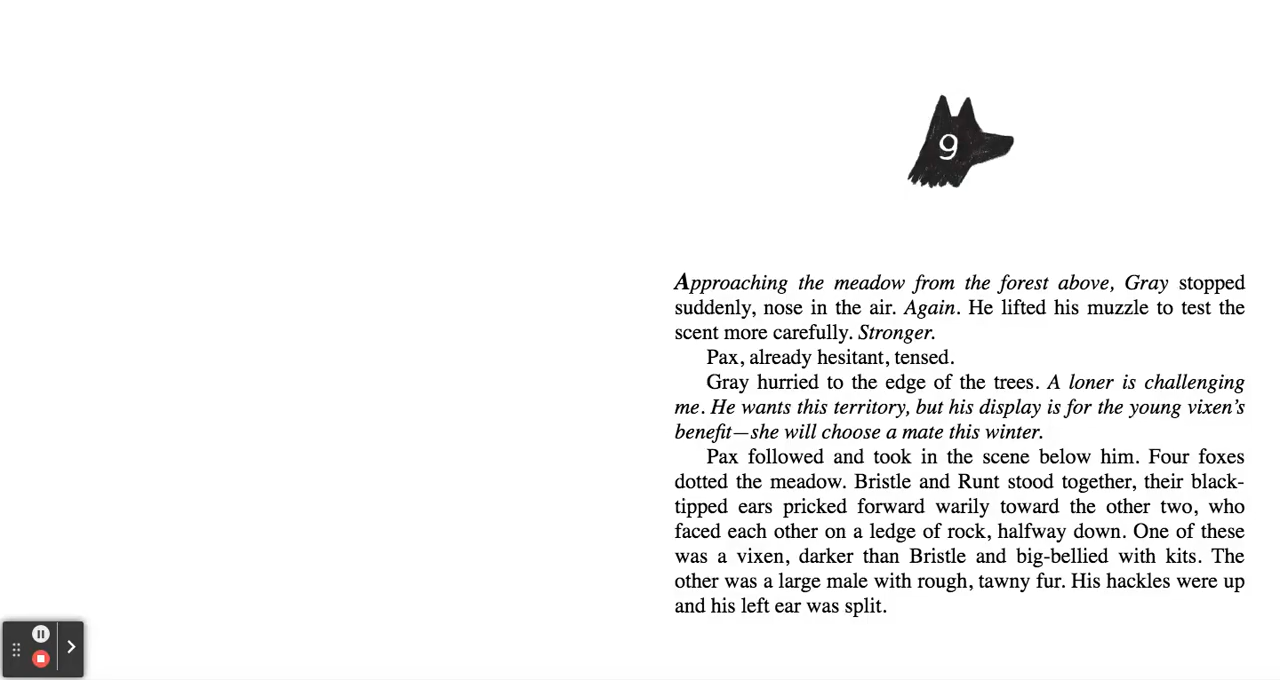 9
Approaching the meadow from the forest above, Gray stopped
suddenly, nose in the air. Again. He lifted his muzzle to test the
scent more carefully. Stronger.
Pax, already hesitant, tensed.
Gray hurried to the edge of the trees. A loner is challenging
me. He wants this territory, but his display is for the young vixen’s
benefit—she will choose a mate this winter.
Pax followed and took in the scene below him. Four foxes
dotted the meadow. Bristle and Runt stood together, their black-
tipped ears pricked forward warily toward the other two, who
faced each other on a ledge of rock, halfway down. One of these
was a vixen, darker than Bristle and big-bellied with kits. The
other was a large male with rough, tawny fur. His hackles were up
and his left ear was split.